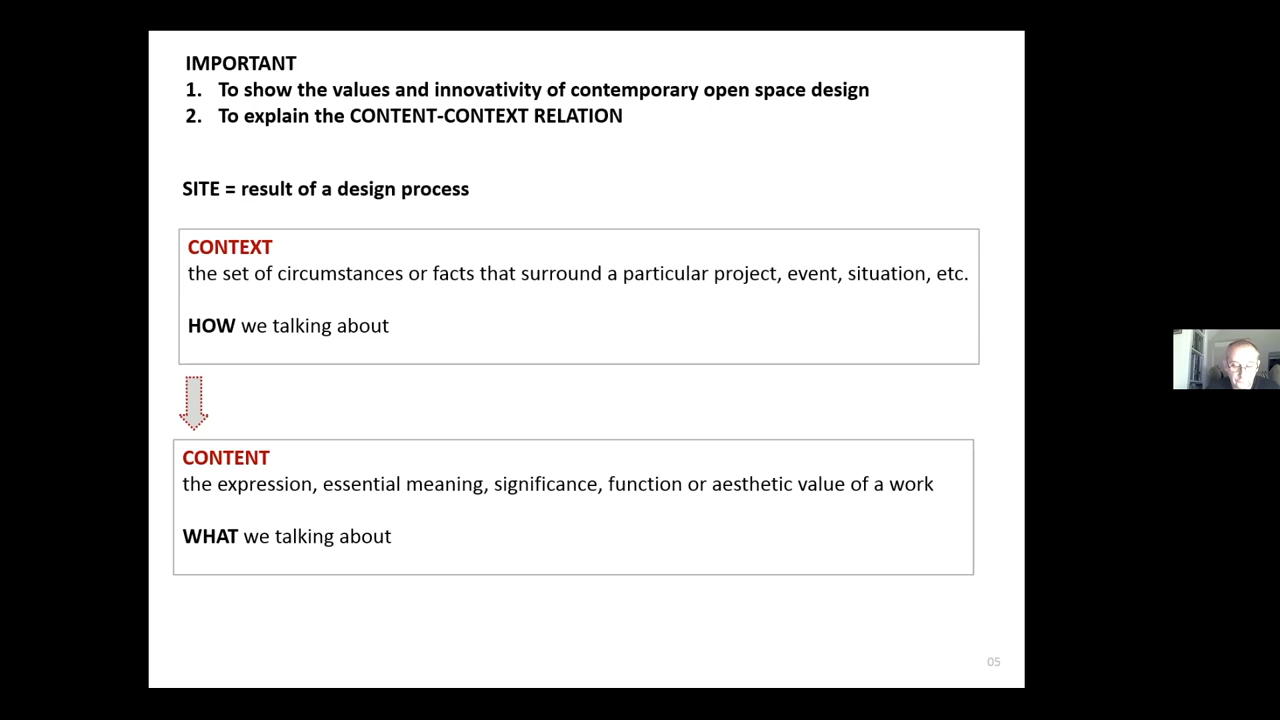 IMPORTANT
1. To show the values and innovativity of contemporary open space design
2. To explain the CONTENT-CONTEXT RELATION
SITE = result of a design process
CONTEXT
the set of circumstances or facts that surround a particular project, event, situation, etc.
HOW we talking about
CONTENT
the expression, essential meaning, significance, function or aesthetic value of a work
WHAT we talking about
05